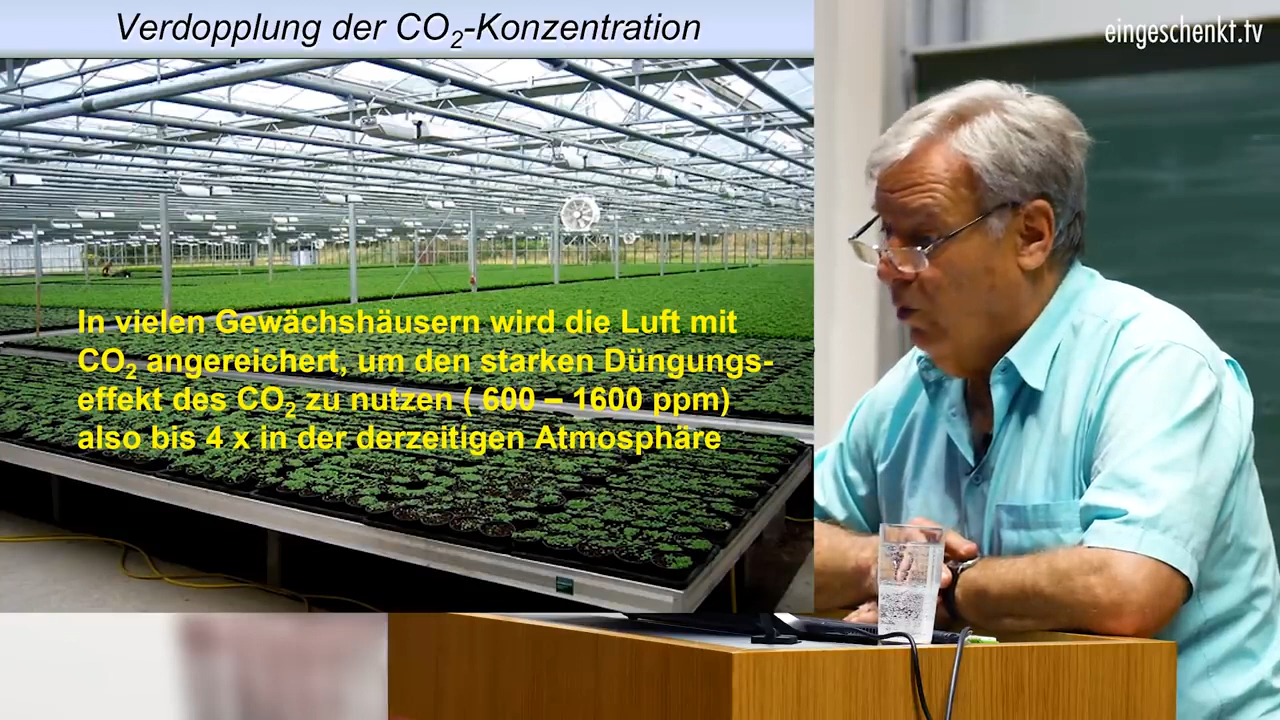 Verdopplung der CO₂-Konzentration
eingeschenkt.tv
In vielen Gewächshäusern wird die Luft mit
CO₂ angereichert, um den starken Düngungs-
effekt des CO₂ zu nutzen ( 600 – 1600 ppm)
also bis 4 x in der derzeitigen Atmosphäre